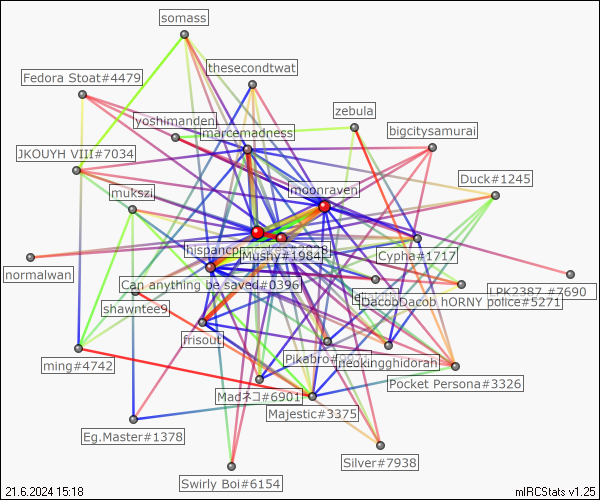 somass
thesecondtwat
Fedora Stoat#4479
zebula
yoshimanden
marcemadness
bigcitysamurai
JKOUYH VIII#7034
Duck#1245
mukszi
moonraven
Mushy#1984
Cypha#1717
normalwan
Can anything be saved#0396
LPK2387 #7690
DacobDacob hORNY police#5271
shawntee9
frisout
neokingghidorah
ming#4742
Pocket Persona#3326
Madネコ#6901
Majestic#3375
Eg.Master#1378
Silver#7938
Swirly Boi#6154
21.6.2024 15:18
mIRCStats v1.25